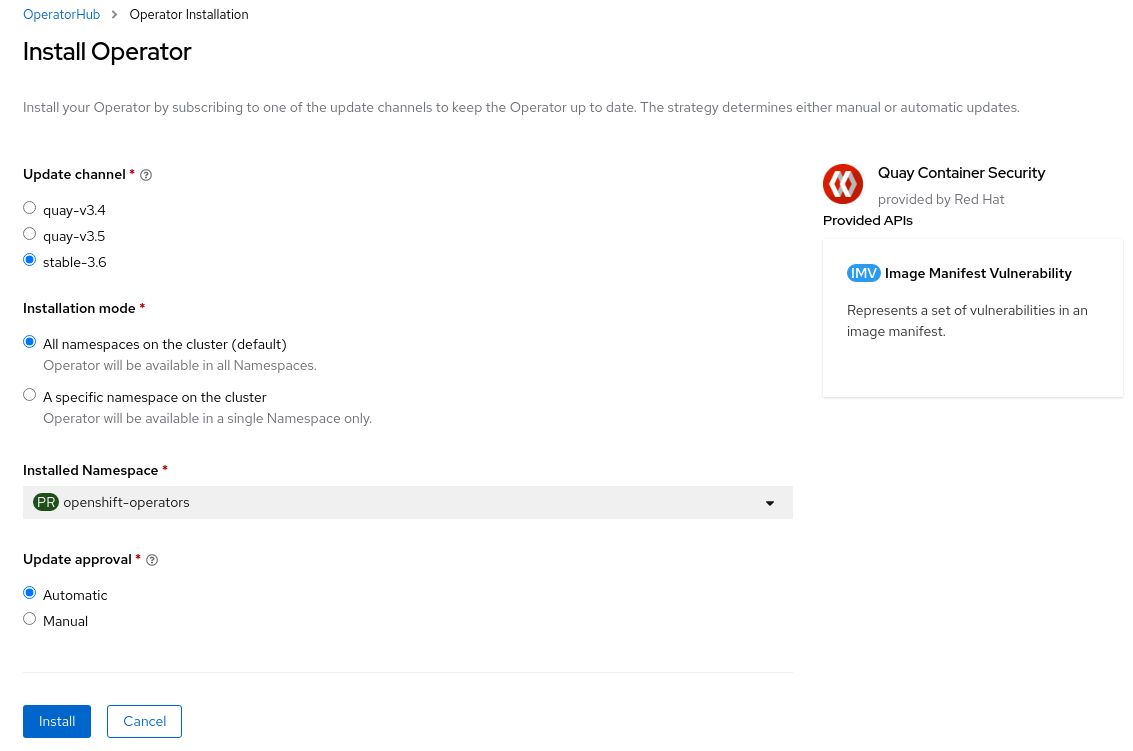 OperatorHub > Operator Installation
Install Operator
Install your Operator by subscribing to one of the update channels to keep the Operator up to date. The strategy determines either manual or automatic updates.
Update channel *
quay-v3.4
quay-v3.5
stable-3.6
Installation mode *
All namespaces on the cluster (default)
Operator will be available in all Namespaces.
A specific namespace on the cluster
Operator will be available in a single Namespace only.
Installed Namespace *
PR openshift-operators
Update approval *
Automatic
Manual
Install Cancel
Quay Container Security
provided by Red Hat
Provided APIs
IMV Image Manifest Vulnerability
Represents a set of vulnerabilities in an
image manifest.